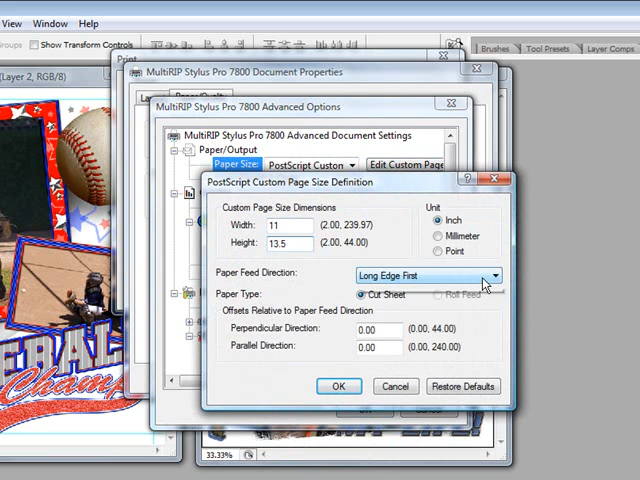 View Window Help
Groups Show Transform Controls
Brushes Tool Presets Layer Comps
Print
(Layer 2, RGB/8)
MultiRIP Stylus Pro 7800 Document Properties
MultiRIP Stylus Pro 7800 Advanced Options
MultiRIP Stylus Pro 7800 Advanced Document Settings
Paper/Output
Paper Size: PostScript Custon Edit Custom Page
PostScript Custom Page Size Definition
Custom Page Size Dimensions
Unit
Width: 11 (2.00, 239.97)
Inch
Height: 13.5 (2.00, 44.00)
Millimeter
Point
Paper Feed Direction: Long Edge First
Paper Type: Cut Sheet Roll Feed
Offsets Relative to Paper Feed Direction
Perpendicular Direction: 0.00 (0.00, 44.00)
Parallel Direction: 0.00 (0.00, 240.00)
OK Cancel Restore Defaults
33.33%